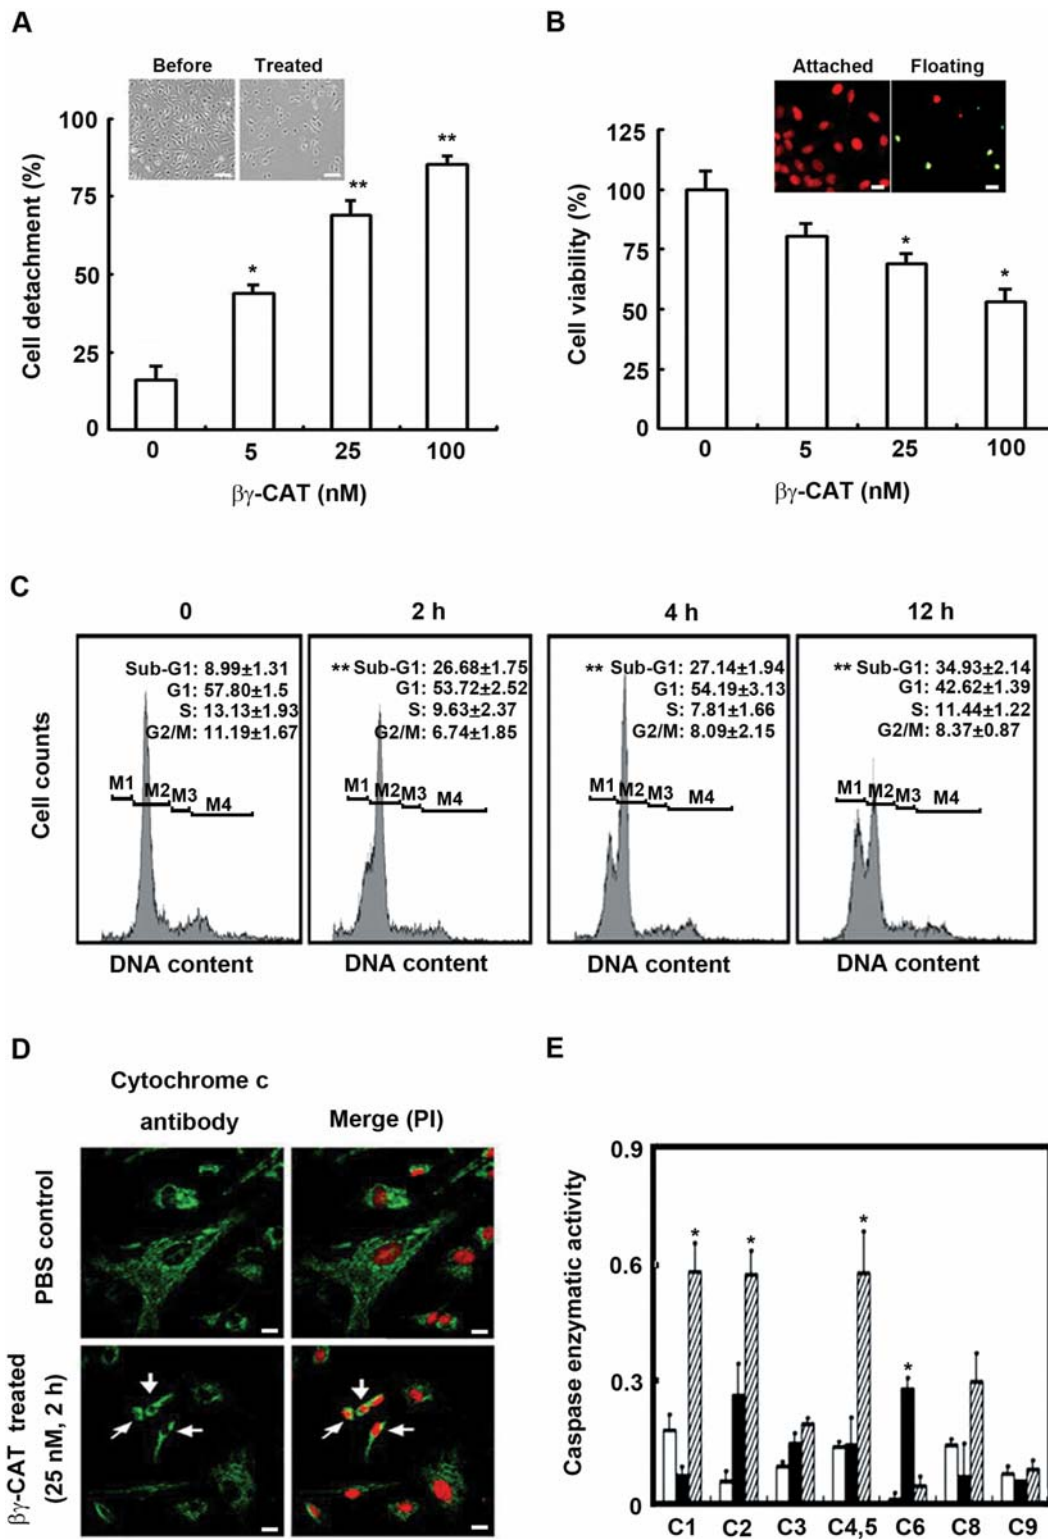 A
Before Treated
100
75
50
25
0
Cell detachment (%)
*
**
**
0 5 25 100
βγ-CAT (nM)
B
Attached Floating
125
100
75
50
25
0
Cell viability (%)
*
*
0 5 25 100
βγ-CAT (nM)
C
0 2 h 4 h 12 h
Cell counts
Sub-G1: 8.99±1.31
G1: 57.80±1.5
S: 13.13±1.93
G2/M: 11.19±1.67
M1 M2 M3 M4
DNA content
** Sub-G1: 26.68±1.75
G1: 53.72±2.52
S: 9.63±2.37
G2/M: 6.74±1.85
M1 M2 M3 M4
DNA content
** Sub-G1: 27.14±1.94
G1: 54.19±3.13
S: 7.81±1.66
G2/M: 8.09±2.15
M1 M2 M3 M4
DNA content
** Sub-G1: 34.93±2.14
G1: 42.62±1.39
S: 11.44±1.22
G2/M: 8.37±0.87
M1 M2 M3 M4
DNA content
D
Cytochrome c
antibody
Merge (PI)
PBS control
βγ-CAT treated
(25 nM, 2 h)
E
0.9
0.6
0.3
0
Caspase enzymatic activity
*
*
*
*
C1 C2 C3 C4,5 C6 C8 C9